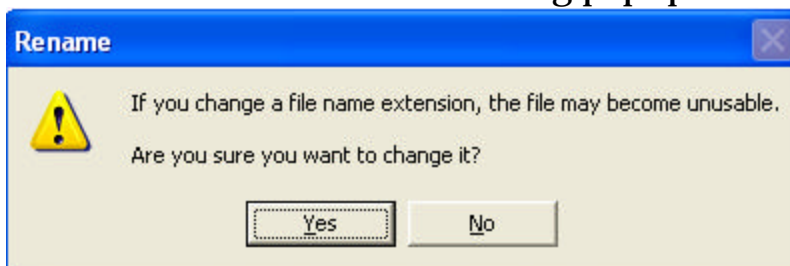 Rename
If you change a file name extension, the file may become unusable.
Are you sure you want to change it?
Yes No